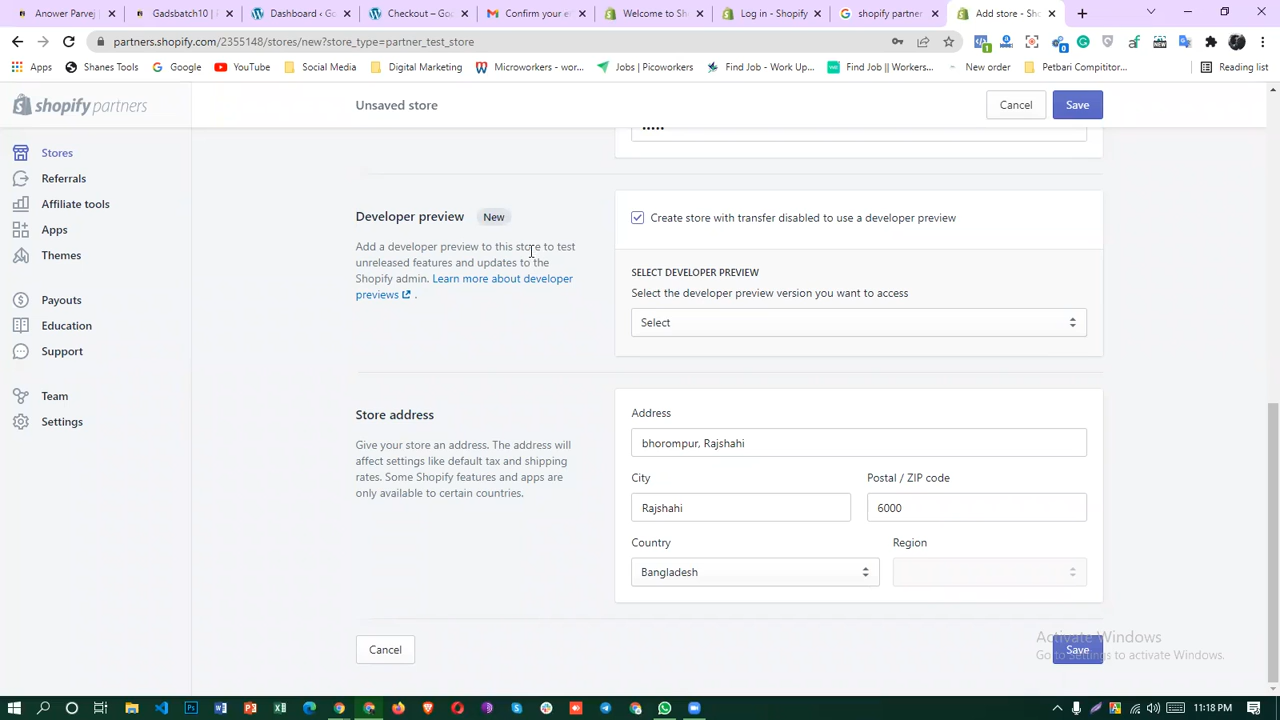 Anower Parvej |
Gadsbatch10 |
Dashboard ‹ Go
Checkout – Goo
Confirm your e
Welcome to Sh
Log in - Shopify
shopify partner
Add store - Sho
partners.shopify.com/2355148/stores/new?store_type=partner_test_store
Apps
Shanes Tools
Google
YouTube
Social Media
Digital Marketing
Microworkers - wor...
Jobs | Picoworkers
Find Job - Work Up...
Find Job || Workers...
New order
Petbari Compititor...
Reading list
shopify partners
Unsaved store
Cancel
Save
Stores
Referrals
Affiliate tools
Apps
Themes
Payouts
Education
Support
Team
Settings
Developer preview New
Add a developer preview to this store to test
unreleased features and updates to the
Shopify admin. Learn more about developer
previews .
Create store with transfer disabled to use a developer preview
SELECT DEVELOPER PREVIEW
Select the developer preview version you want to access
Select
Store address
Give your store an address. The address will
affect settings like default tax and shipping
rates. Some Shopify features and apps are
only available to certain countries.
Address
bhorompur, Rajshahi
City
Postal / ZIP code
Rajshahi
6000
Country
Region
Bangladesh
Cancel
Save
Activate Windows
Go to Settings to activate Windows.
11:18 PM